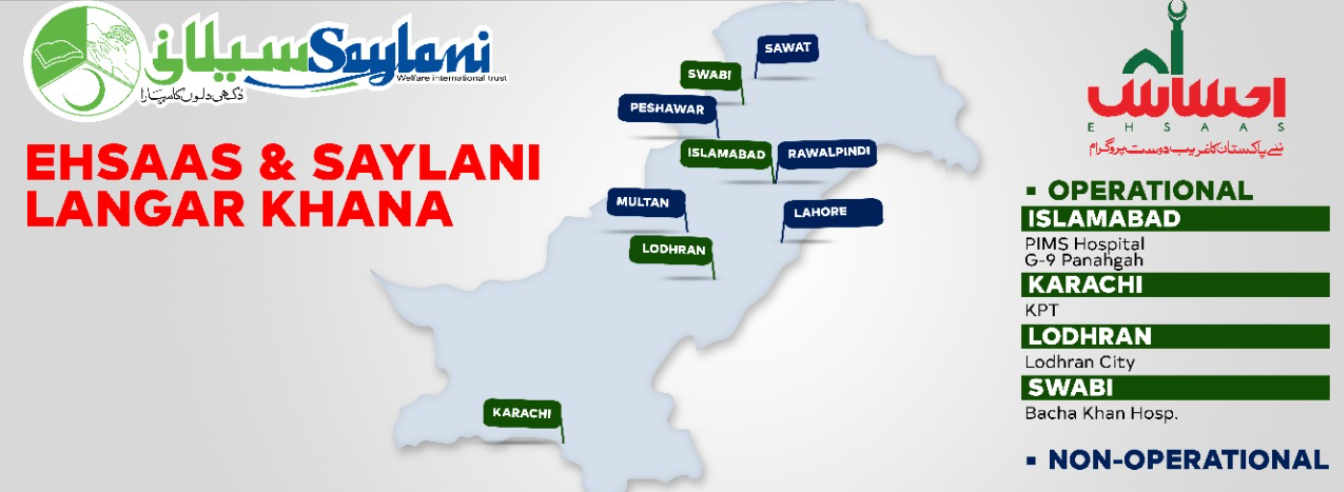 سیلانی Saylani
Welfare international trust
دکھی دلوں کا سہارا
EHSAAS & SAYLANI
LANGAR KHANA
SAWAT
SWABI
PESHAWAR
ISLAMABAD
RAWALPINDI
MULTAN
LAHORE
LODHRAN
KARACHI
احساس
EHSAAS
نئے پاکستان کا غریب دوست پروگرام
▪ OPERATIONAL
ISLAMABAD
PIMS Hospital
G-9 Panahgah
KARACHI
KPT
LODHRAN
Lodhran City
SWABI
Bacha Khan Hosp.
▪ NON-OPERATIONAL